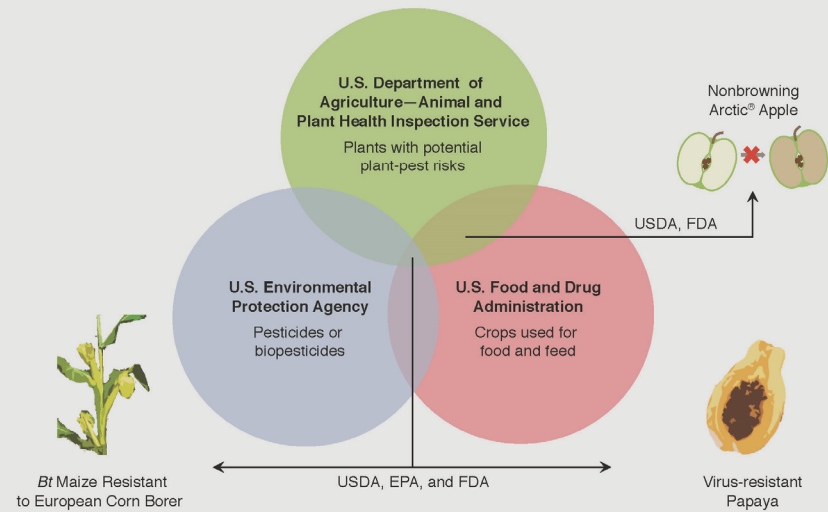 U.S. Department of
Agriculture—Animal and
Plant Health Inspection Service
Plants with potential
plant-pest risks
Nonbrowning
Arctic® Apple
USDA, FDA
U.S. Environmental
Protection Agency
Pesticides or
biopesticides
U.S. Food and Drug
Administration
Crops used for
food and feed
Bt Maize Resistant
to European Corn Borer
USDA, EPA, and FDA
Virus-resistant
Papaya